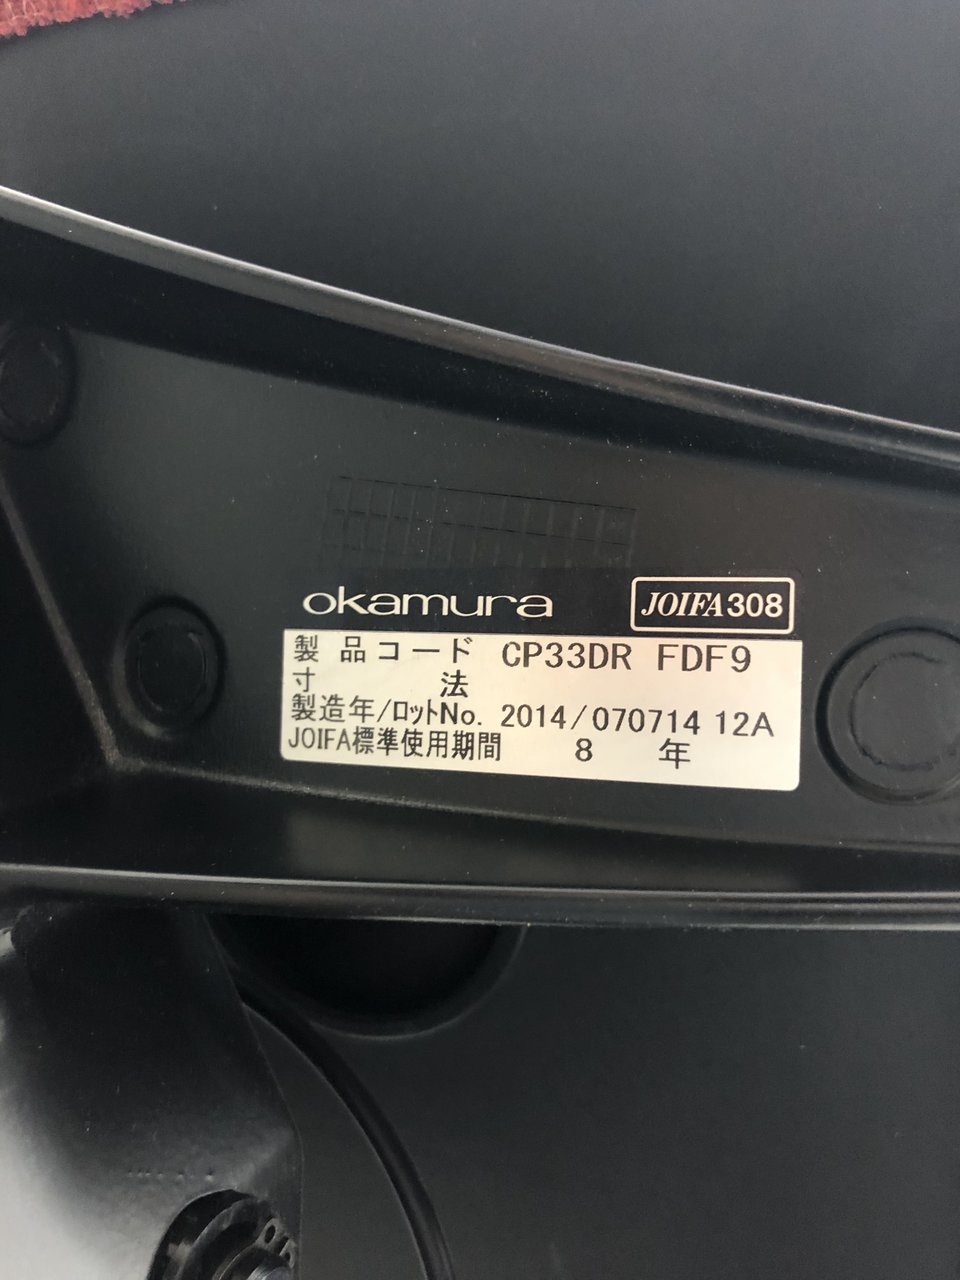 okamura JOIFA308
製品コード CP33DR FDF9
寸法
製造年/ロットNo. 2014/070714 12A
JOIFA標準使用期間 8 年